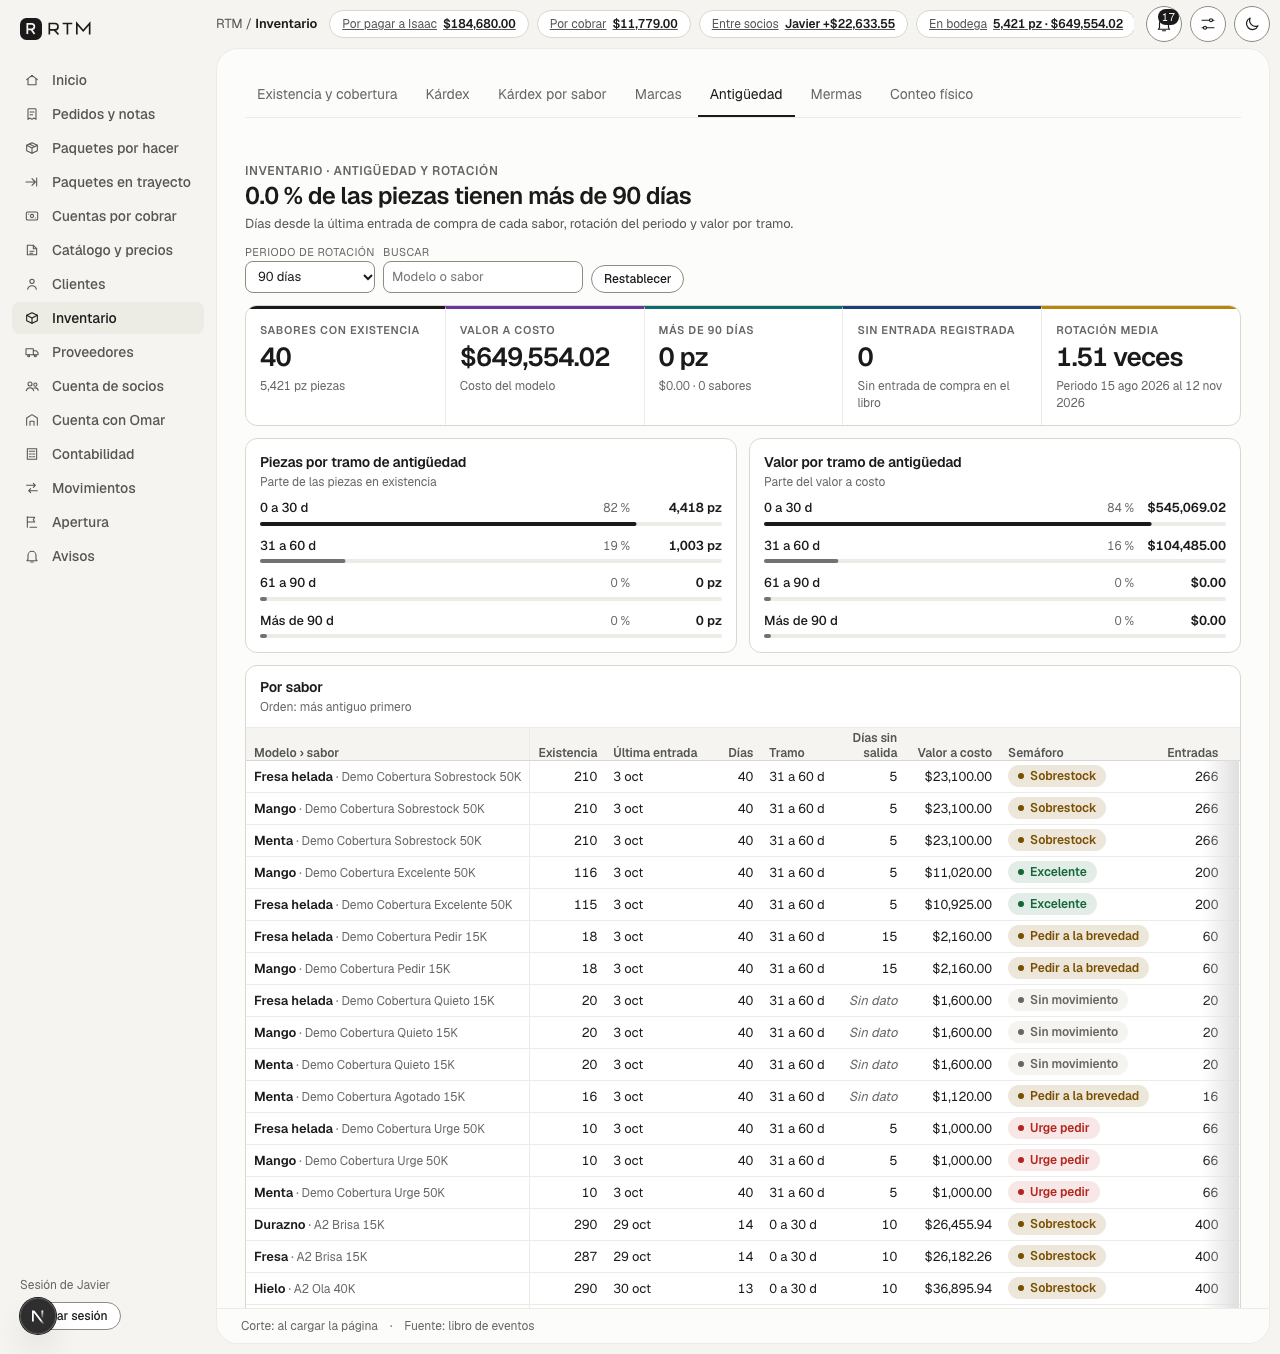 R RTM
RTM / Inventario
Por pagar a Isaac $184,680.00
Por cobrar $11,779.00
Entre socios Javier +$22,633.55
En bodega 5,421 pz · $649,554.02
17
Inicio
Pedidos y notas
Paquetes por hacer
Paquetes en trayecto
Cuentas por cobrar
Catálogo y precios
Clientes
Inventario
Proveedores
Cuenta de socios
Cuenta con Omar
Contabilidad
Movimientos
Apertura
Avisos
Sesión de Javier
N
ar sesión
Existencia y cobertura Kárdex Kárdex por sabor Marcas Antigüedad Mermas Conteo físico
INVENTARIO · ANTIGÜEDAD Y ROTACIÓN
0.0 % de las piezas tienen más de 90 días
Días desde la última entrada de compra de cada sabor, rotación del periodo y valor por tramo.
PERIODO DE ROTACIÓN BUSCAR
90 días Modelo o sabor Restablecer
SABORES CON EXISTENCIA
40
5,421 pz piezas
VALOR A COSTO
$649,554.02
Costo del modelo
MÁS DE 90 DÍAS
0 pz
$0.00 · 0 sabores
SIN ENTRADA REGISTRADA
0
Sin entrada de compra en el
libro
ROTACIÓN MEDIA
1.51 veces
Periodo 15 ago 2026 al 12 nov
2026
Piezas por tramo de antigüedad
Parte de las piezas en existencia
0 a 30 d 82 % 4,418 pz
31 a 60 d 19 % 1,003 pz
61 a 90 d 0 % 0 pz
Más de 90 d 0 % 0 pz
Valor por tramo de antigüedad
Parte del valor a costo
0 a 30 d 84 % $545,069.02
31 a 60 d 16 % $104,485.00
61 a 90 d 0 % $0.00
Más de 90 d 0 % $0.00
Por sabor
Orden: más antiguo primero
Modelo › sabor Existencia Última entrada Días Tramo Días sin salida Valor a costo Semáforo Entradas
Fresa helada · Demo Cobertura Sobrestock 50K 210 3 oct 40 31 a 60 d 5 $23,100.00 Sobrestock 266
Mango · Demo Cobertura Sobrestock 50K 210 3 oct 40 31 a 60 d 5 $23,100.00 Sobrestock 266
Menta · Demo Cobertura Sobrestock 50K 210 3 oct 40 31 a 60 d 5 $23,100.00 Sobrestock 266
Mango · Demo Cobertura Excelente 50K 116 3 oct 40 31 a 60 d 5 $11,020.00 Excelente 200
Fresa helada · Demo Cobertura Excelente 50K 115 3 oct 40 31 a 60 d 5 $10,925.00 Excelente 200
Fresa helada · Demo Cobertura Pedir 15K 18 3 oct 40 31 a 60 d 15 $2,160.00 Pedir a la brevedad 60
Mango · Demo Cobertura Pedir 15K 18 3 oct 40 31 a 60 d 15 $2,160.00 Pedir a la brevedad 60
Fresa helada · Demo Cobertura Quieto 15K 20 3 oct 40 31 a 60 d Sin dato $1,600.00 Sin movimiento 20
Mango · Demo Cobertura Quieto 15K 20 3 oct 40 31 a 60 d Sin dato $1,600.00 Sin movimiento 20
Menta · Demo Cobertura Quieto 15K 20 3 oct 40 31 a 60 d Sin dato $1,600.00 Sin movimiento 20
Menta · Demo Cobertura Agotado 15K 16 3 oct 40 31 a 60 d Sin dato $1,120.00 Pedir a la brevedad 16
Fresa helada · Demo Cobertura Urge 50K 10 3 oct 40 31 a 60 d 5 $1,000.00 Urge pedir 66
Mango · Demo Cobertura Urge 50K 10 3 oct 40 31 a 60 d 5 $1,000.00 Urge pedir 66
Menta · Demo Cobertura Urge 50K 10 3 oct 40 31 a 60 d 5 $1,000.00 Urge pedir 66
Durazno · A2 Brisa 15K 290 29 oct 14 0 a 30 d 10 $26,455.94 Sobrestock 400
Fresa · A2 Brisa 15K 287 29 oct 14 0 a 30 d 10 $26,182.26 Sobrestock 400
Hielo · A2 Ola 40K 290 30 oct 13 0 a 30 d 10 $36,895.94 Sobrestock 400
Corte: al cargar la página · Fuente: libro de eventos